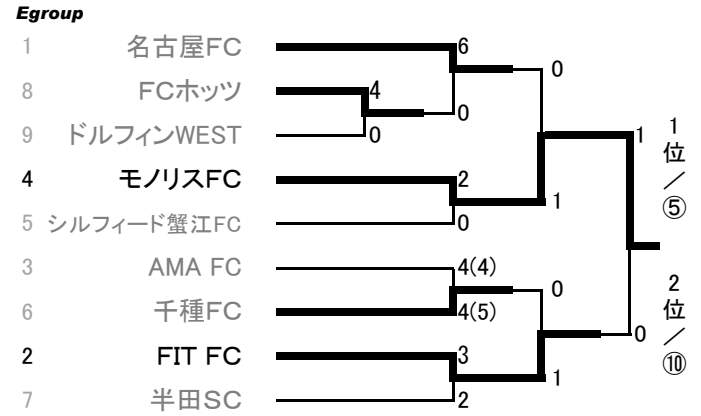 Egroup
1 名古屋FC 6
0
8 FCホッツ 4
0
9 ドルフィンWEST 0
1
1位／⑤
4 モノリスFC 2
1
5 シルフィード蟹江FC 0
3 AMA FC 4(4)
0
6 千種FC 4(5)
2位／⑩
0
2 FIT FC 3
1
7 半田SC 2